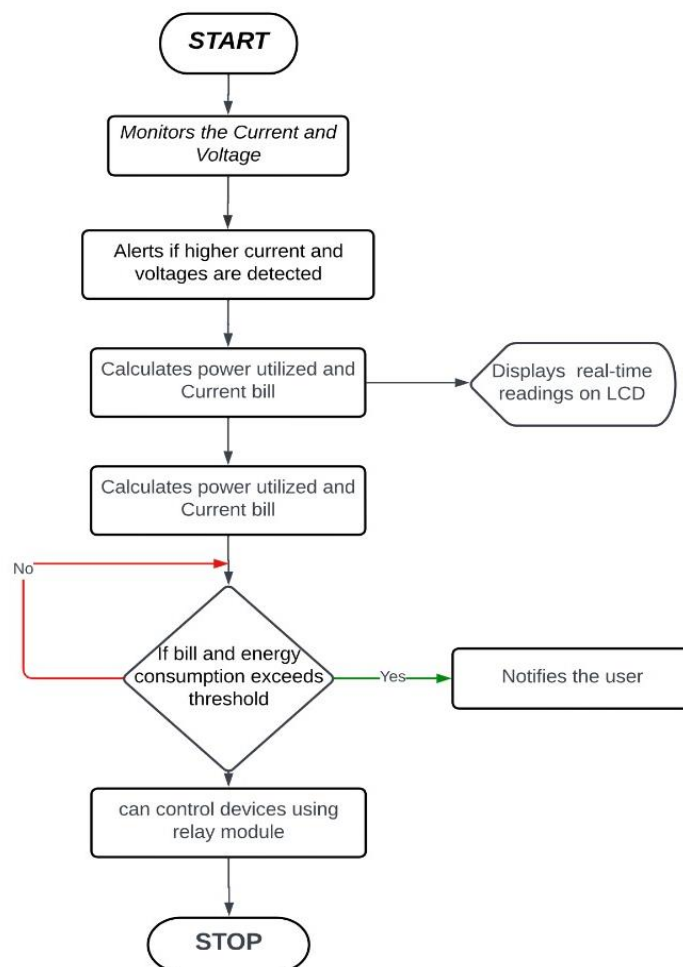 START
Monitors the Current and
Voltage
Alerts if higher current and
voltages are detected
Calculates power utilized and
Current bill
Displays real-time
readings on LCD
Calculates power utilized and
Current bill
No
If bill and energy
consumption exceeds
threshold
Yes
Notifies the user
can control devices using
relay module
STOP